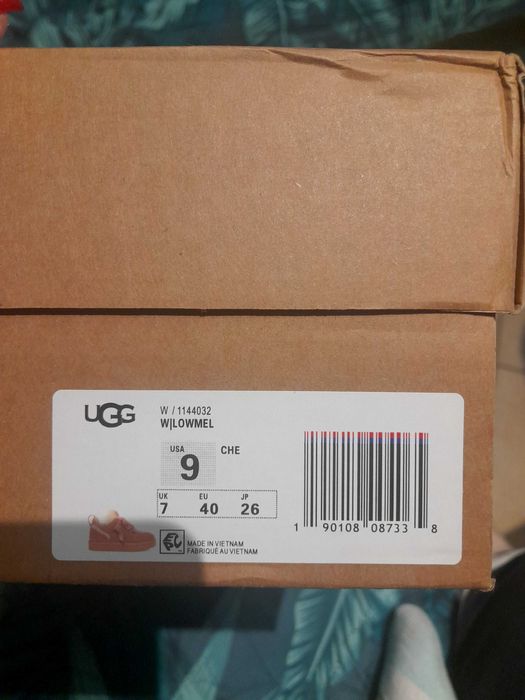 UGG
W / 1144032
W|LOWMEL
USA
9
CHE
UK EU JP
7 40 26
MADE IN VIETNAM
FABRIQUÉ AU VIETNAM
1 90108 08733 8